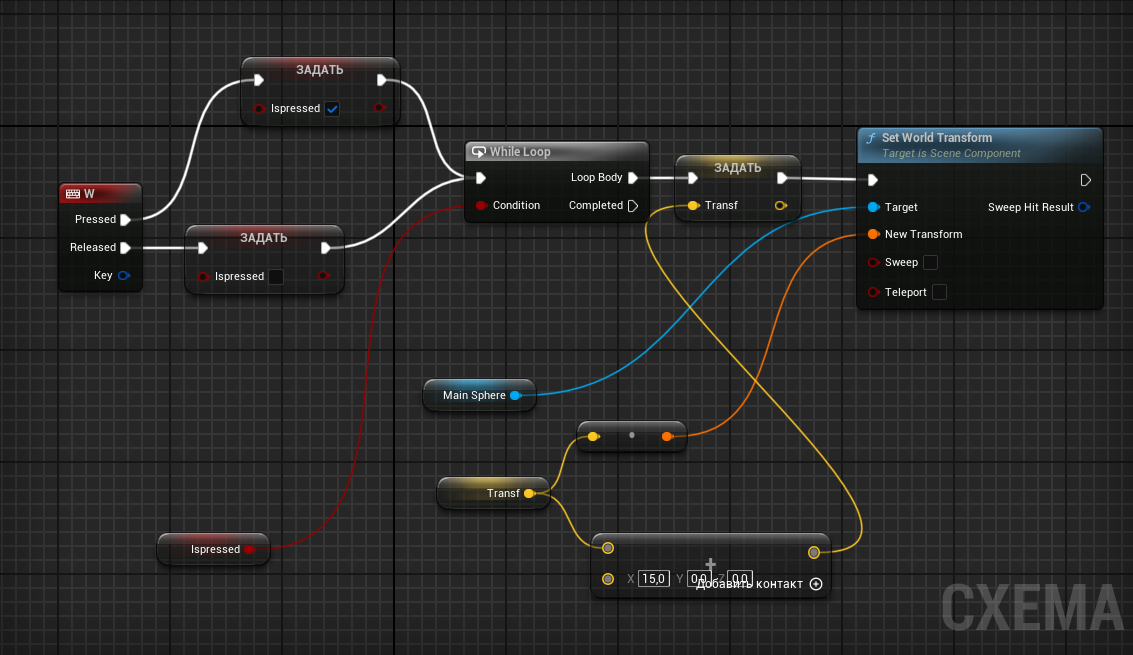 ЗАДАТЬ
Ispressed
W
Pressed
Released
Key
ЗАДАТЬ
Ispressed
While Loop
Loop Body
Condition
Completed
ЗАДАТЬ
Transf
Set World Transform
Target is Scene Component
Target
Sweep Hit Result
New Transform
Sweep
Teleport
Main Sphere
Transf
Ispressed
X 15,0 Y 0,0 Z 0,0
Добавить контакт
СХЕМА